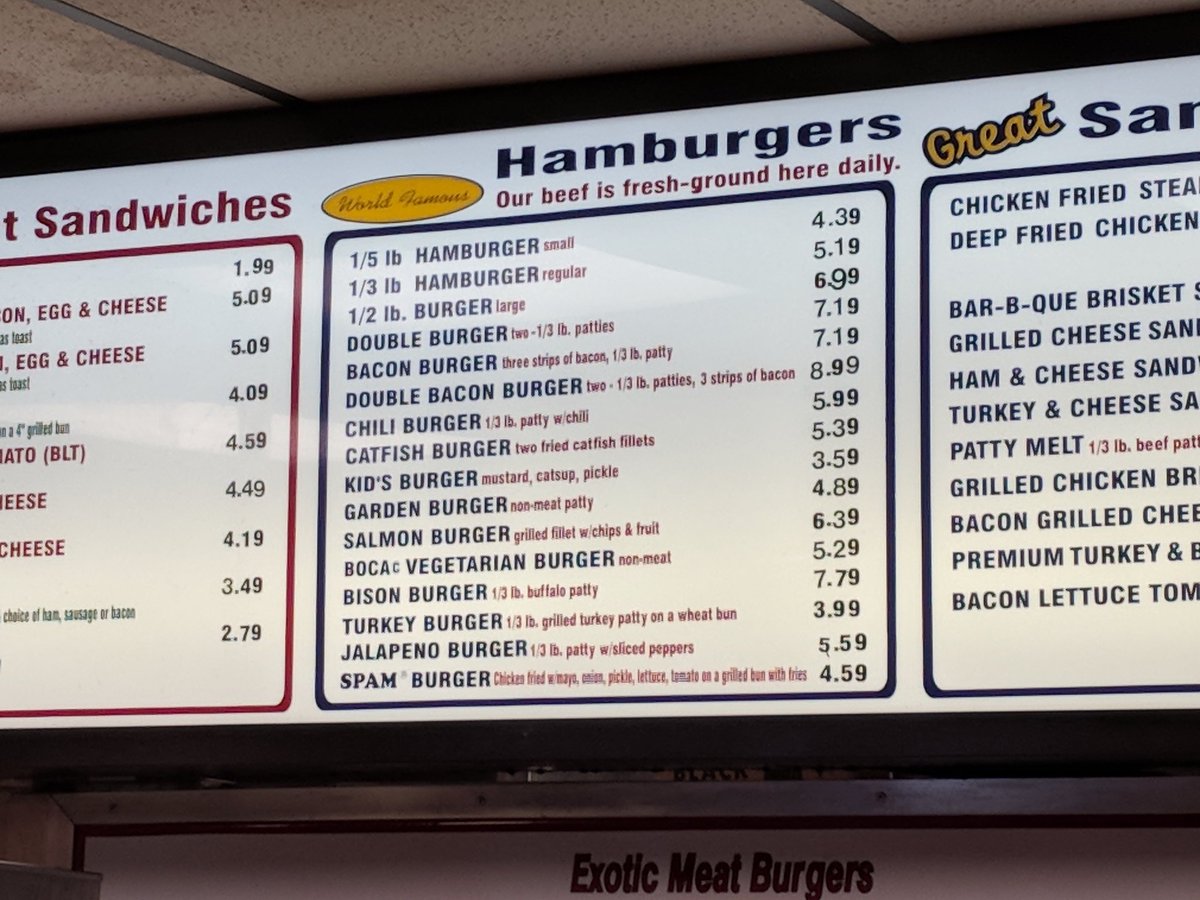 t Sandwiches
1.99
ON, EGG & CHEESE 5.09
as toast
, EGG & CHEESE 5.09
as toast
4.09
n a 4" grilled bun
ATO (BLT) 4.59
HEESE 4.49
CHEESE 4.19
3.49
choice of ham, sausage or bacon
2.79
World Famous
Hamburgers
Our beef is fresh-ground here daily.
1/5 lb HAMBURGER small 4.39
1/3 lb HAMBURGER regular 5.19
1/2 lb. BURGER large 6.99
DOUBLE BURGER two -1/3 lb. patties 7.19
BACON BURGER three strips of bacon, 1/3 lb. patty 7.19
DOUBLE BACON BURGER two - 1/3 lb. patties, 3 strips of bacon 8.99
CHILI BURGER 1/3 lb. patty w/chili 5.99
CATFISH BURGER two fried catfish fillets 5.39
KID'S BURGER mustard, catsup, pickle 3.59
GARDEN BURGER non-meat patty 4.89
SALMON BURGER grilled fillet w/chips & fruit 6.39
BOCAc VEGETARIAN BURGER non-meat 5.29
BISON BURGER 1/3 lb. buffalo patty 7.79
TURKEY BURGER 1/3 lb. grilled turkey patty on a wheat bun 3.99
JALAPENO BURGER 1/3 lb. patty w/sliced peppers 5.59
SPAM® BURGER Chicken fried w/mayo, onion, pickle, lettuce, tomato on a grilled bun with fries 4.59
Great San
CHICKEN FRIED STEA
DEEP FRIED CHICKEN
BAR-B-QUE BRISKET S
GRILLED CHEESE SAN
HAM & CHEESE SANDW
TURKEY & CHEESE SA
PATTY MELT 1/3 lb. beef patt
GRILLED CHICKEN BR
BACON GRILLED CHEE
PREMIUM TURKEY & B
BACON LETTUCE TOM
BLACK
Exotic Meat Burgers